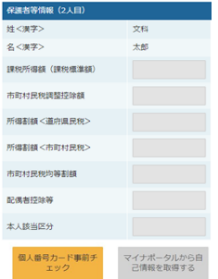 保護者等情報（2人目）
姓<漢字>
文科
名<漢字>
太郎
課税所得額（課税標準額）
市町村民税調整控除額
所得割額<道府県民税>
所得割額<市町村民税>
市町村民税均等割額
配偶者控除等
本人該当区分
個人番号カード事前チ
ェック
マイナポータルから自
己情報を取得する